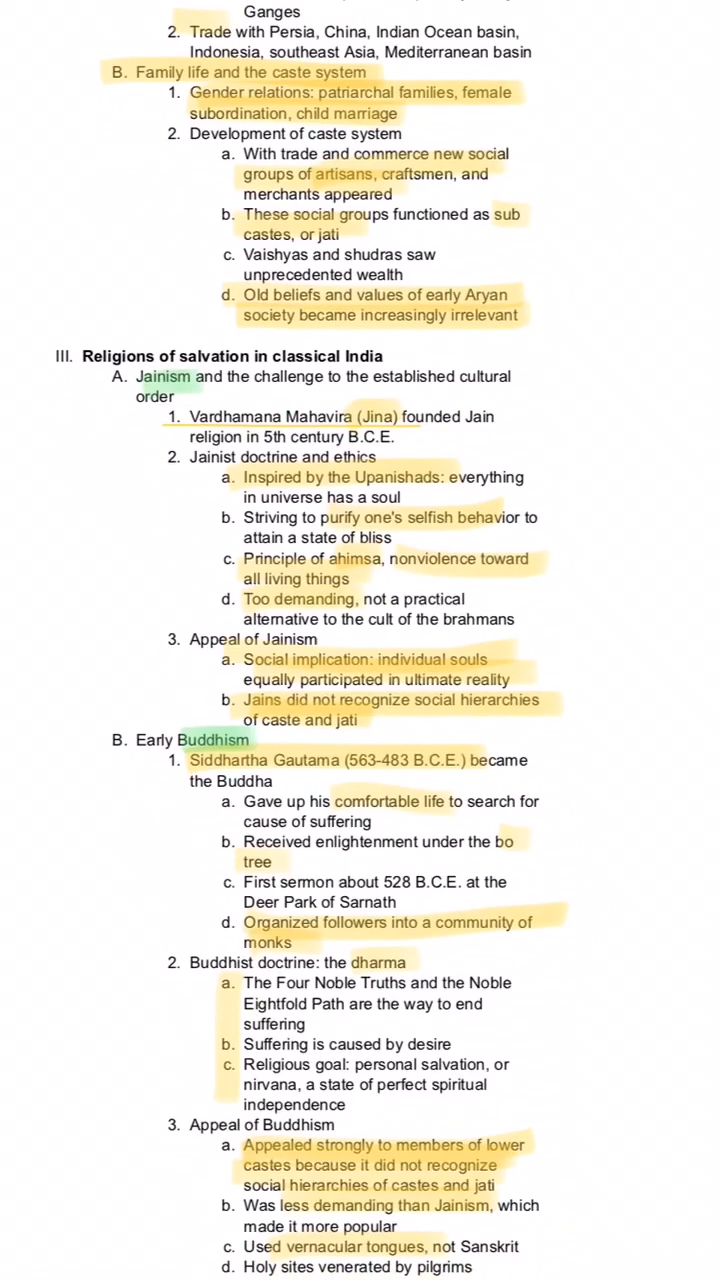 Ganges
2. Trade with Persia, China, Indian Ocean basin,
Indonesia, southeast Asia, Mediterranean basin
B. Family life and the caste system
1. Gender relations: patriarchal families, female
subordination, child marriage
2. Development of caste system
a. With trade and commerce new social
groups of artisans, craftsmen, and
merchants appeared
b. These social groups functioned as sub
castes, or jati
c. Vaishyas and shudras saw
unprecedented wealth
d. Old beliefs and values of early Aryan
society became increasingly irrelevant
III. Religions of salvation in classical India
A. Jainism and the challenge to the established cultural
order
1. Vardhamana Mahavira (Jina) founded Jain
religion in 5th century B.C.E.
2. Jainist doctrine and ethics
a. Inspired by the Upanishads: everything
in universe has a soul
b. Striving to purify one's selfish behavior to
attain a state of bliss
c. Principle of ahimsa, nonviolence toward
all living things
d. Too demanding, not a practical
alternative to the cult of the brahmans
3. Appeal of Jainism
a. Social implication: individual souls
equally participated in ultimate reality
b. Jains did not recognize social hierarchies
of caste and jati
B. Early Buddhism
1. Siddhartha Gautama (563-483 B.C.E.) became
the Buddha
a. Gave up his comfortable life to search for
cause of suffering
b. Received enlightenment under the bo
tree
c. First sermon about 528 B.C.E. at the
Deer Park of Sarnath
d. Organized followers into a community of
monks
2. Buddhist doctrine: the dharma
a. The Four Noble Truths and the Noble
Eightfold Path are the way to end
suffering
b. Suffering is caused by desire
c. Religious goal: personal salvation, or
nirvana, a state of perfect spiritual
independence
3. Appeal of Buddhism
a. Appealed strongly to members of lower
castes because it did not recognize
social hierarchies of castes and jati
b. Was less demanding than Jainism, which
made it more popular
c. Used vernacular tongues, not Sanskrit
d. Holy sites venerated by pilgrims